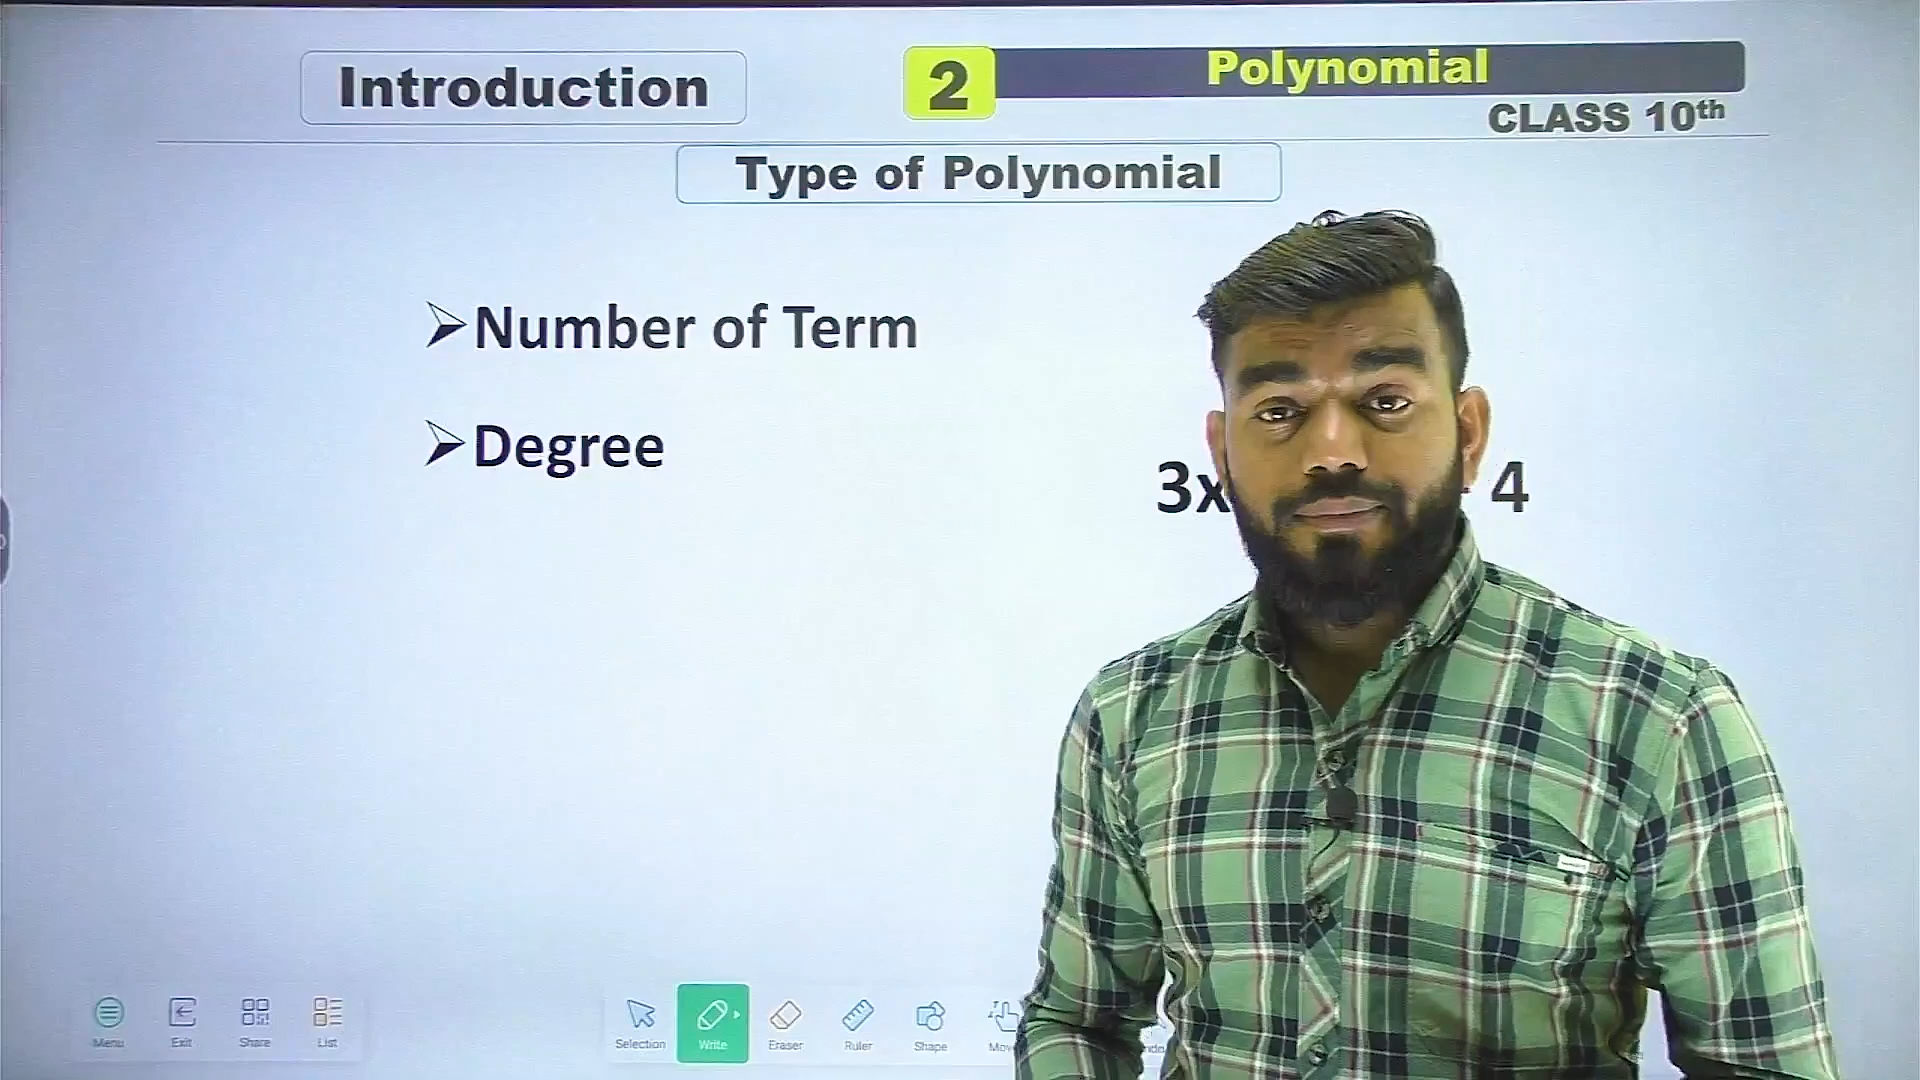 Introduction
2
Polynomial
CLASS 10th
Type of Polynomial
➢Number of Term
➢Degree
3x
4
Menu
Exit
Share
List
Selection
Write
Eraser
Ruler
Shape